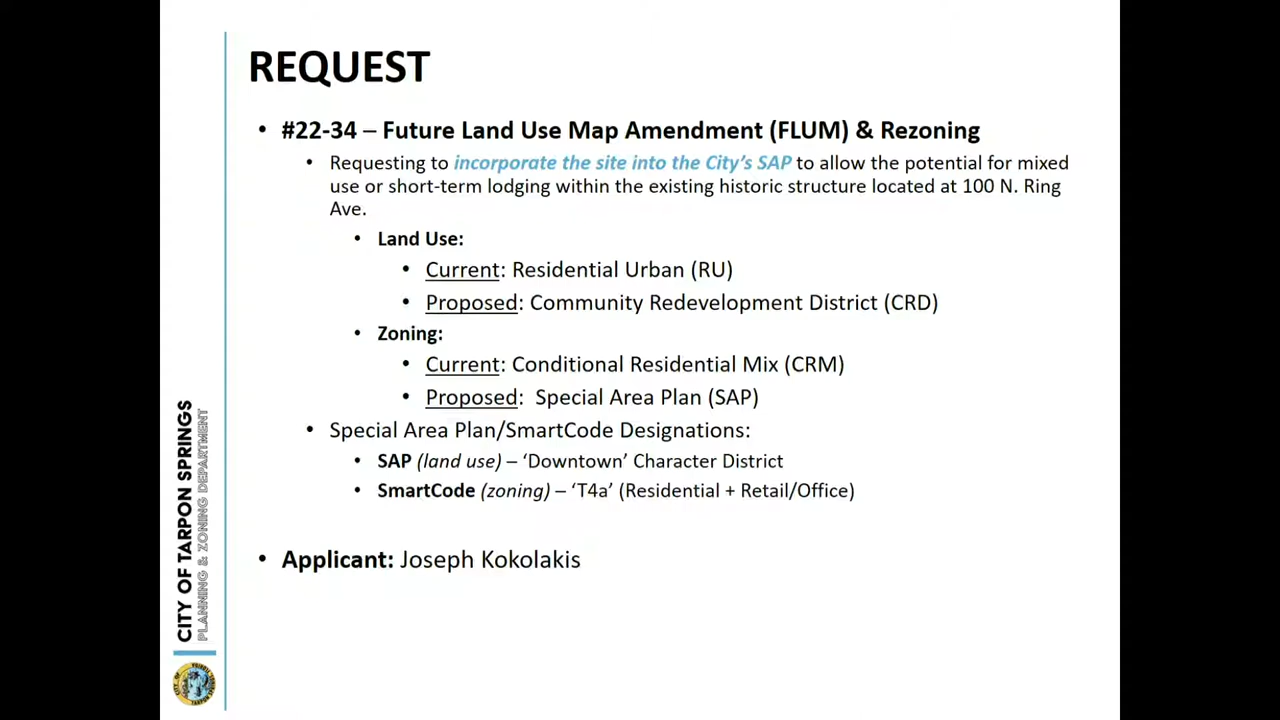 REQUEST
• #22-34 – Future Land Use Map Amendment (FLUM) & Rezoning
• Requesting to incorporate the site into the City's SAP to allow the potential for mixed
use or short-term lodging within the existing historic structure located at 100 N. Ring
Ave.
• Land Use:
• Current: Residential Urban (RU)
• Proposed: Community Redevelopment District (CRD)
• Zoning:
• Current: Conditional Residential Mix (CRM)
• Proposed:  Special Area Plan (SAP)
• Special Area Plan/SmartCode Designations:
• SAP (land use) – ‘Downtown’ Character District
• SmartCode (zoning) – ‘T4a’ (Residential + Retail/Office)
• Applicant: Joseph Kokolakis
CITY OF TARPON SPRINGS
PLANNING & ZONING DEPARTMENT